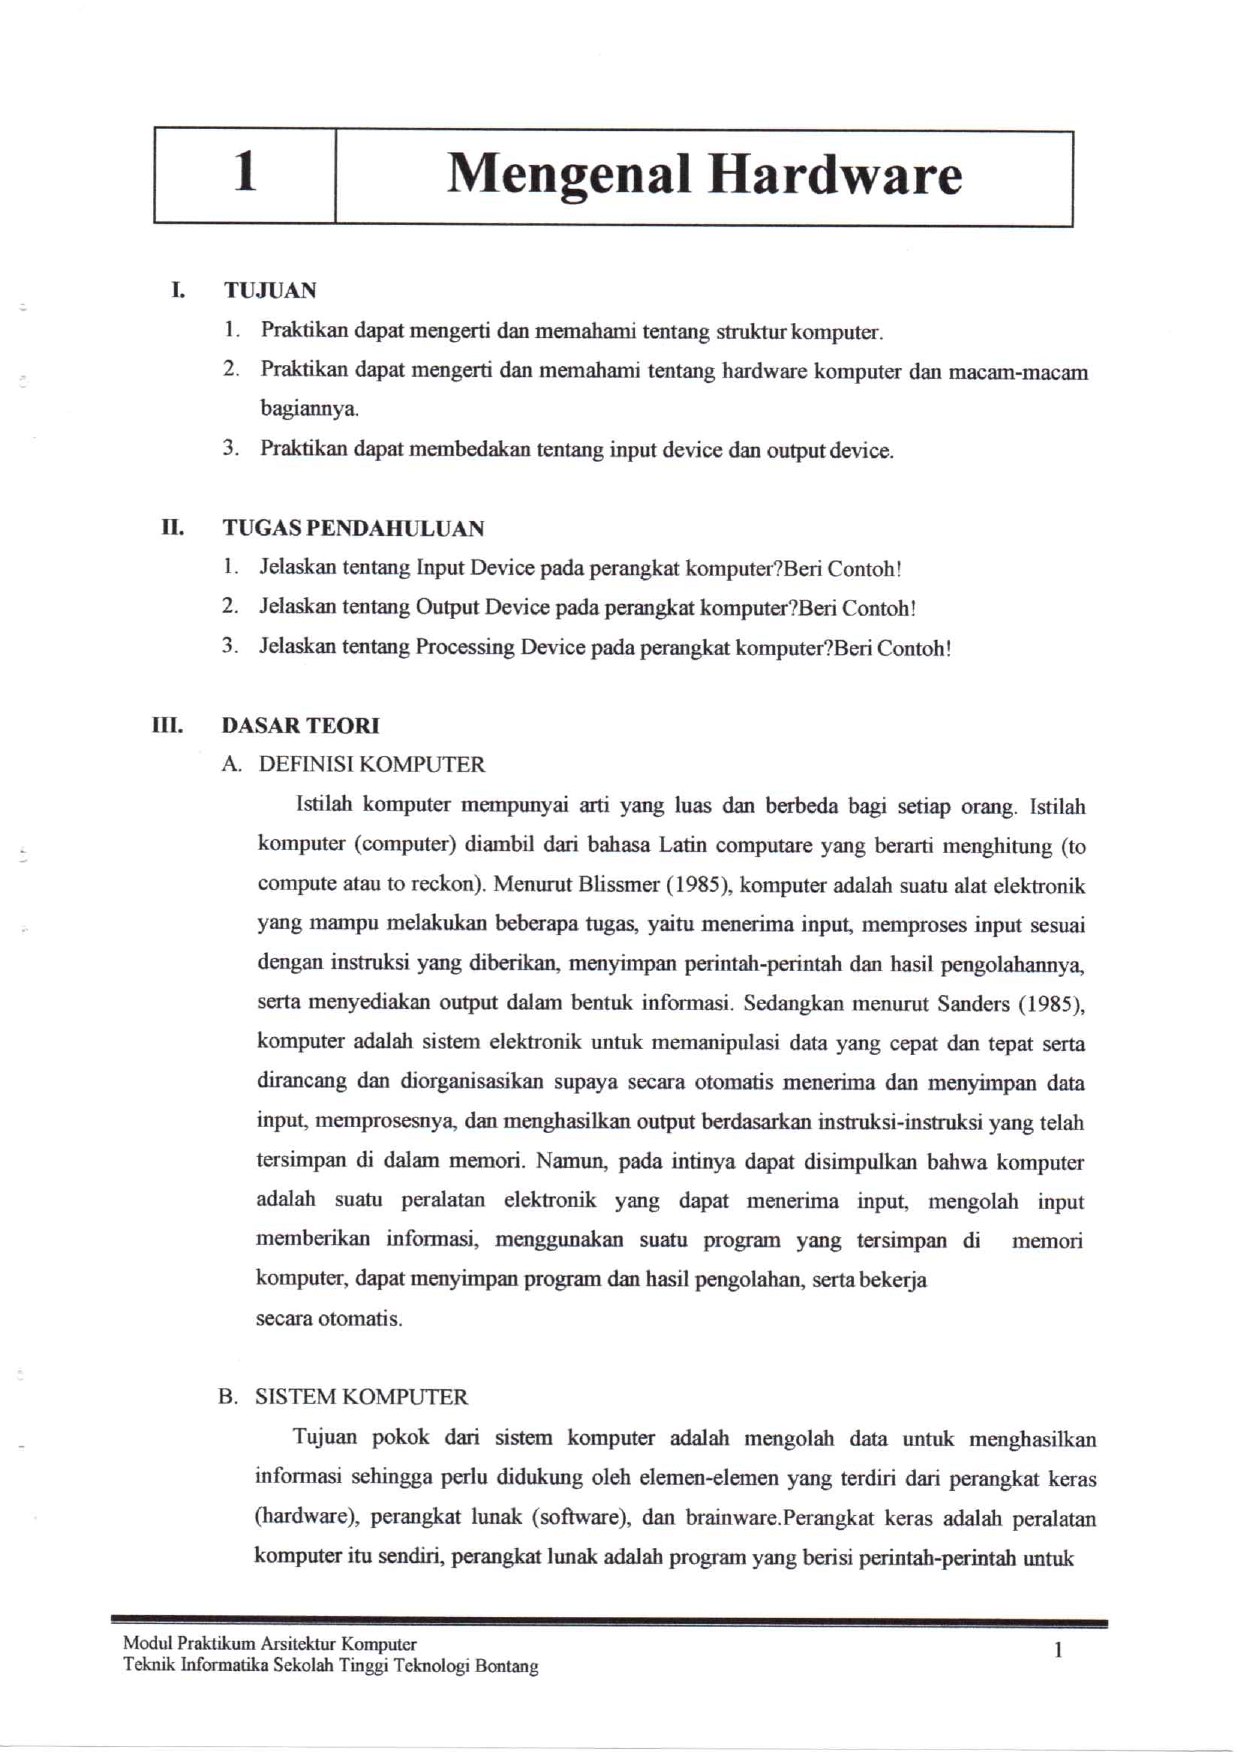 1 Mengenal Hardware
I. TUJUAN
1. Praktikan dapat mengerti dan memahami tentang struktur komputer.
2. Praktikan dapat mengerti dan memahami tentang hardware komputer dan macam-macam
bagiannya.
3. Praktikan dapat membedakan tentang input device dan output device.
II. TUGAS PENDAHULUAN
1. Jelaskan tentang Input Device pada perangkat komputer?Beri Contoh!
2. Jelaskan tentang Output Device pada perangkat komputer?Beri Contoh!
3. Jelaskan tentang Processing Device pada perangkat komputer?Beri Contoh!
III. DASAR TEORI
A. DEFINISI KOMPUTER
Istilah komputer mempunyai arti yang luas dan berbeda bagi setiap orang. Istilah
komputer (computer) diambil dari bahasa Latin computare yang berarti menghitung (to
compute atau to reckon). Menurut Blissmer (1985), komputer adalah suatu alat elektronik
yang mampu melakukan beberapa tugas, yaitu menerima input, memproses input sesuai
dengan instruksi yang diberikan, menyimpan perintah-perintah dan hasil pengolahannya,
serta menyediakan output dalam bentuk informasi. Sedangkan menurut Sanders (1985),
komputer adalah sistem elektronik untuk memanipulasi data yang cepat dan tepat serta
dirancang dan diorganisasikan supaya secara otomatis menerima dan menyimpan data
input, memprosesnya, dan menghasilkan output berdasarkan instruksi-instruksi yang telah
tersimpan di dalam memori. Namun, pada intinya dapat disimpulkan bahwa komputer
adalah suatu peralatan elektronik yang dapat menerima input, mengolah input
memberikan informasi, menggunakan suatu program yang tersimpan di memori
komputer, dapat menyimpan program dan hasil pengolahan, serta bekerja
secara otomatis.
B. SISTEM KOMPUTER
Tujuan pokok dari sistem komputer adalah mengolah data untuk menghasilkan
informasi sehingga perlu didukung oleh elemen-elemen yang terdiri dari perangkat keras
(hardware), perangkat lunak (software), dan brainware.Perangkat keras adalah peralatan
komputer itu sendiri, perangkat lunak adalah program yang berisi perintah-perintah untuk
Modul Praktikum Arsitektur Komputer
1
Teknik Informatika Sekolah Tinggi Teknologi Bontang